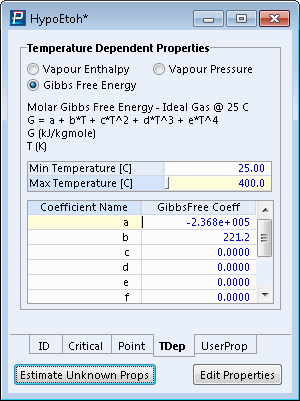 HypoEtoh*
Temperature Dependent Properties
Vapour Enthalpy Vapour Pressure
Gibbs Free Energy
Molar Gibbs Free Energy - Ideal Gas @ 25 C
G = a + b*T + c*T^2 + d*T^3 + e*T^4
G (kJ/kgmole)
T (K)
Min Temperature [C] 25.00
Max Temperature [C] 400.0
Coefficient Name GibbsFree Coeff
a -2.368e+005
b 221.2
c 0.0000
d 0.0000
e 0.0000
f 0.0000
ID Critical Point TDep UserProp
Estimate Unknown Props Edit Properties